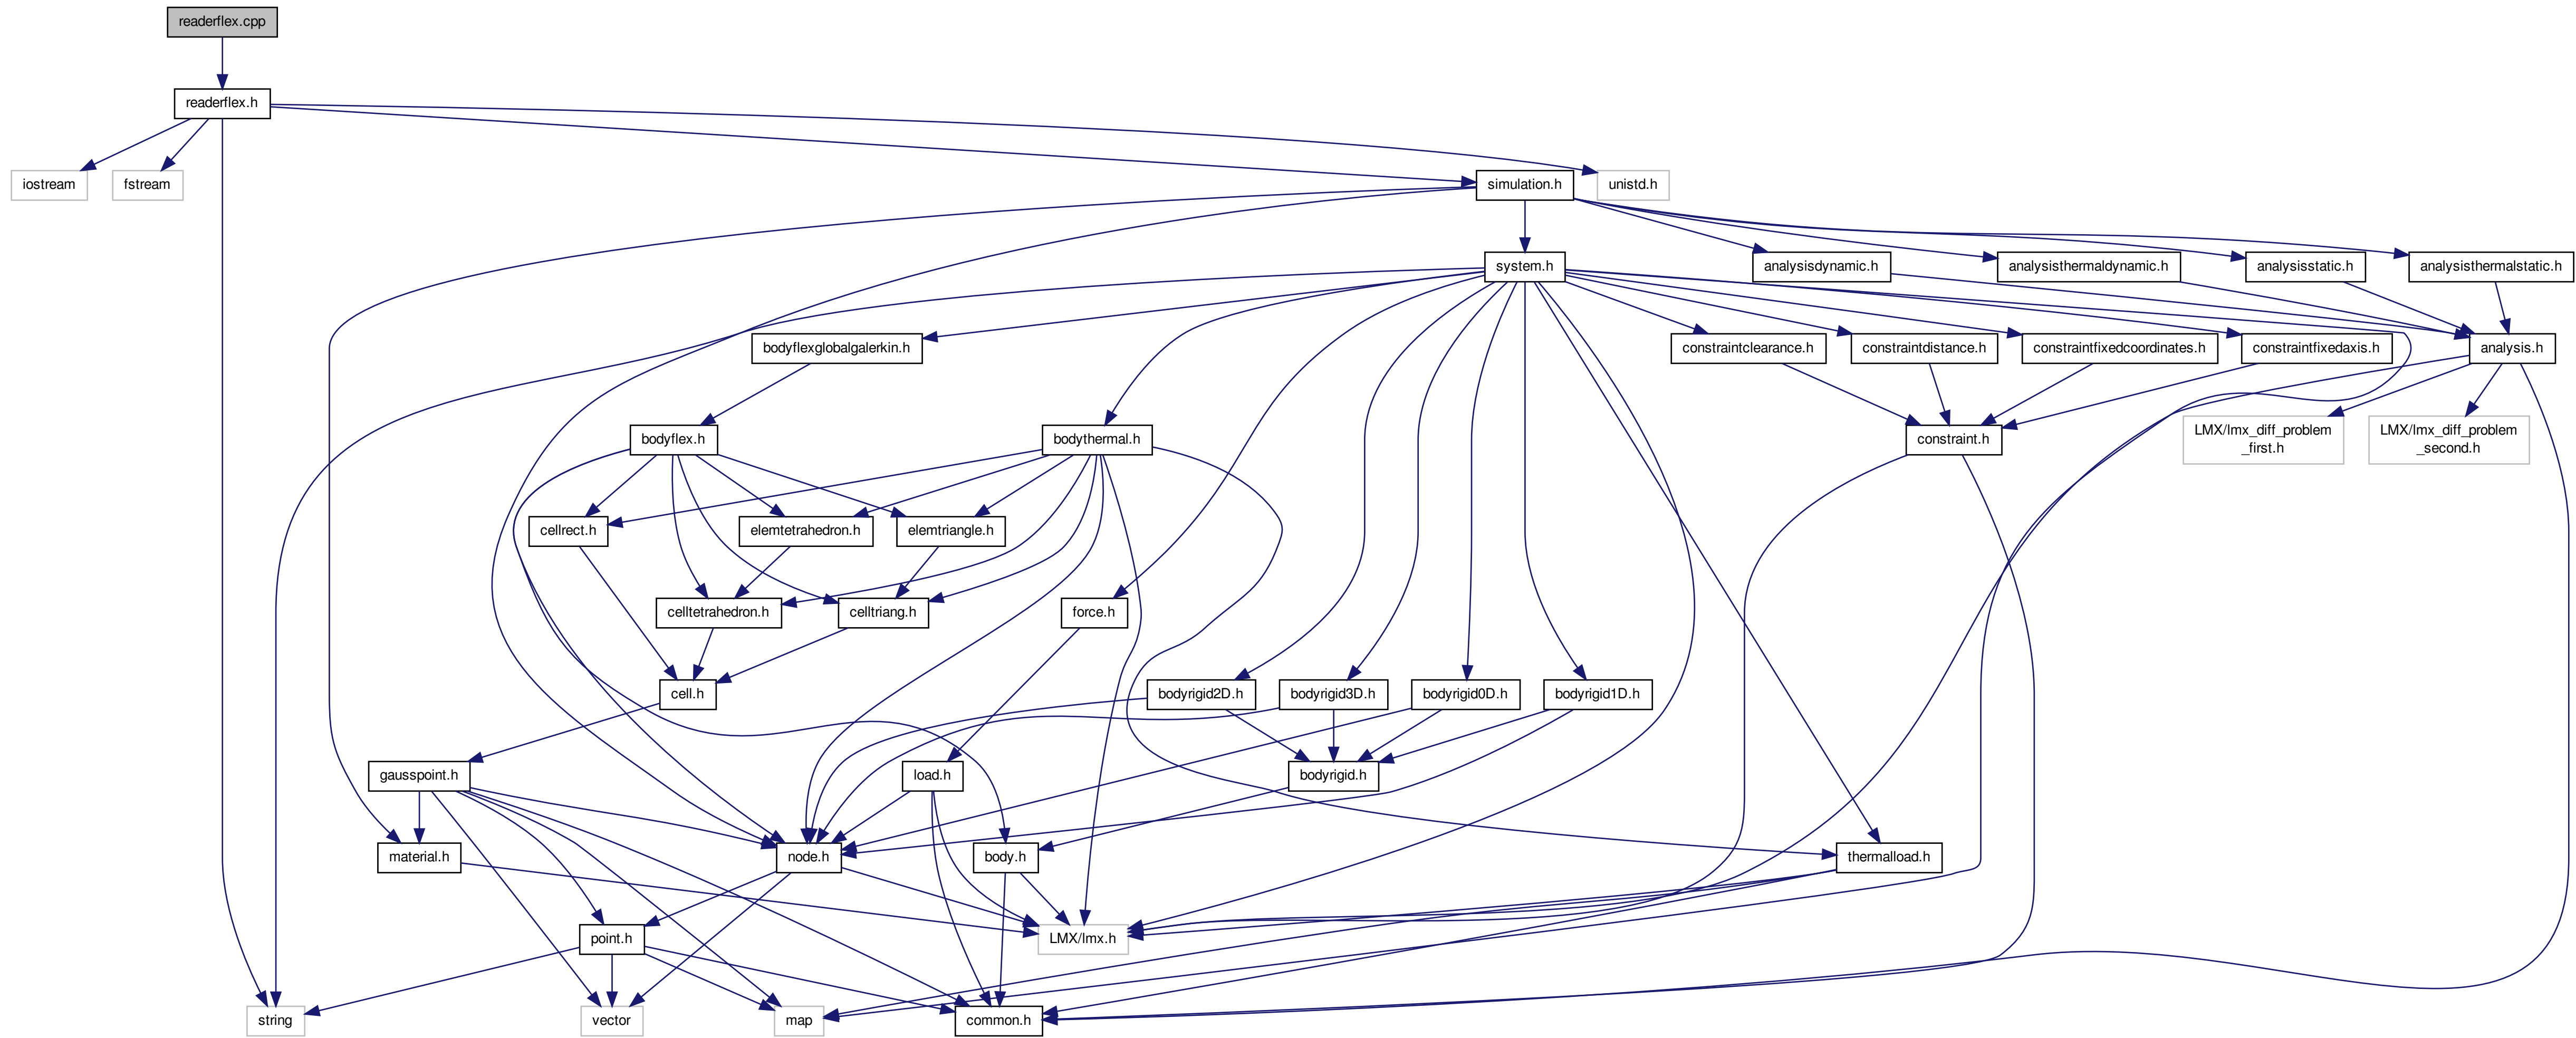 readerflex.cpp
readerflex.h
iostream
fstream
simulation.h
unistd.h
system.h
analysisdynamic.h
analysisthermaldynamic.h
analysisstatic.h
analysisthermalstatic.h
bodyflexglobalgalerkin.h
constraintclearance.h
constraintdistance.h
constraintfixedcoordinates.h
constraintfixedaxis.h
analysis.h
bodyflex.h
bodythermal.h
constraint.h
LMX/lmx_diff_problem
_first.h
LMX/lmx_diff_problem
_second.h
cellrect.h
elemtetrahedron.h
elemtriangle.h
celltetrahedron.h
celltriang.h
force.h
cell.h
bodyrigid2D.h
bodyrigid3D.h
bodyrigid0D.h
bodyrigid1D.h
gausspoint.h
load.h
bodyrigid.h
material.h
node.h
body.h
thermalload.h
point.h
LMX/lmx.h
string
vector
map
common.h